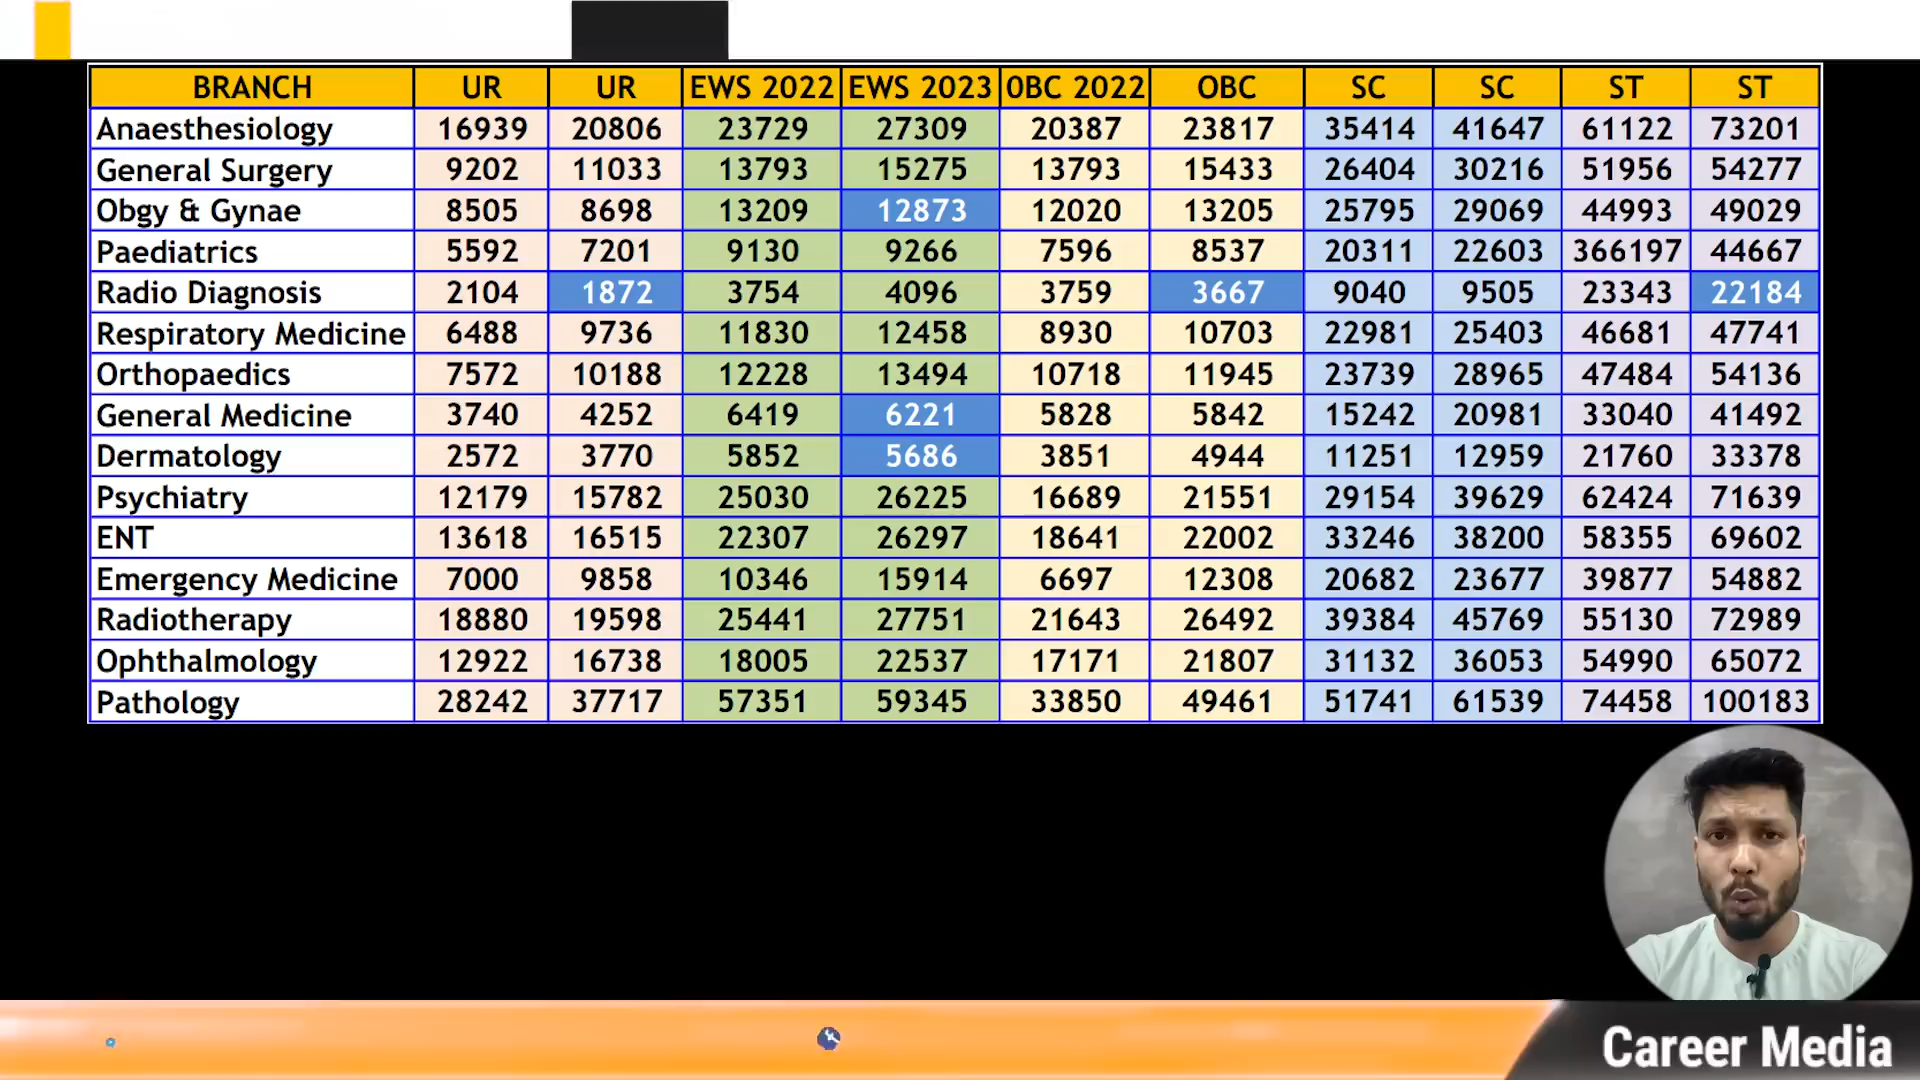 BRANCH UR UR EWS 2022 EWS 2023 0BC 2022 OBC SC SC ST ST
Anaesthesiology 16939 20806 23729 27309 20387 23817 35414 41647 61122 73201
General Surgery 9202 11033 13793 15275 13793 15433 26404 30216 51956 54277
Obgy & Gynae 8505 8698 13209 12873 12020 13205 25795 29069 44993 49029
Paediatrics 5592 7201 9130 9266 7596 8537 20311 22603 366197 44667
Radio Diagnosis 2104 1872 3754 4096 3759 3667 9040 9505 23343 22184
Respiratory Medicine 6488 9736 11830 12458 8930 10703 22981 25403 46681 47741
Orthopaedics 7572 10188 12228 13494 10718 11945 23739 28965 47484 54136
General Medicine 3740 4252 6419 6221 5828 5842 15242 20981 33040 41492
Dermatology 2572 3770 5852 5686 3851 4944 11251 12959 21760 33378
Psychiatry 12179 15782 25030 26225 16689 21551 29154 39629 62424 71639
ENT 13618 16515 22307 26297 18641 22002 33246 38200 58355 69602
Emergency Medicine 7000 9858 10346 15914 6697 12308 20682 23677 39877 54882
Radiotherapy 18880 19598 25441 27751 21643 26492 39384 45769 55130 72989
Ophthalmology 12922 16738 18005 22537 17171 21807 31132 36053 54990 65072
Pathology 28242 37717 57351 59345 33850 49461 51741 61539 74458 100183
Career Media